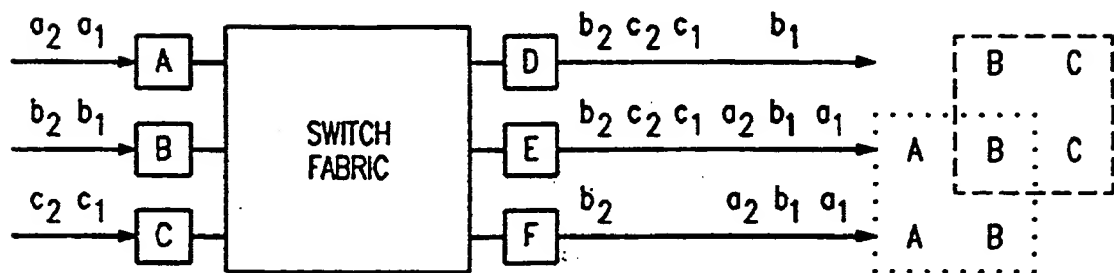 a₂ a₁ A D b₂ c₂ c₁ b₁ B C
b₂ b₁ B SWITCH FABRIC E b₂ c₂ c₁ a₂ b₁ a₁ A B C
c₂ c₁ C F b₂ a₂ b₁ a₁ A B